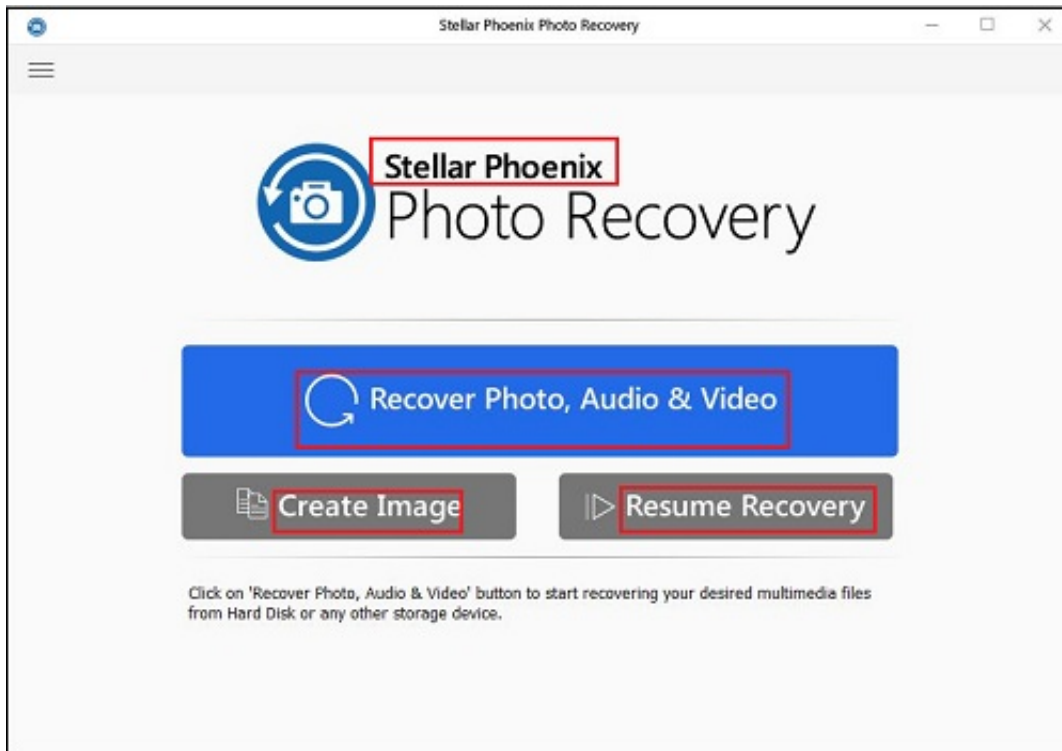 Stellar Phoenix Photo Recovery
Stellar Phoenix
Photo Recovery
Recover Photo, Audio & Video
Create Image
Resume Recovery
Click on 'Recover Photo, Audio & Video' button to start recovering your desired multimedia files
from Hard Disk or any other storage device.